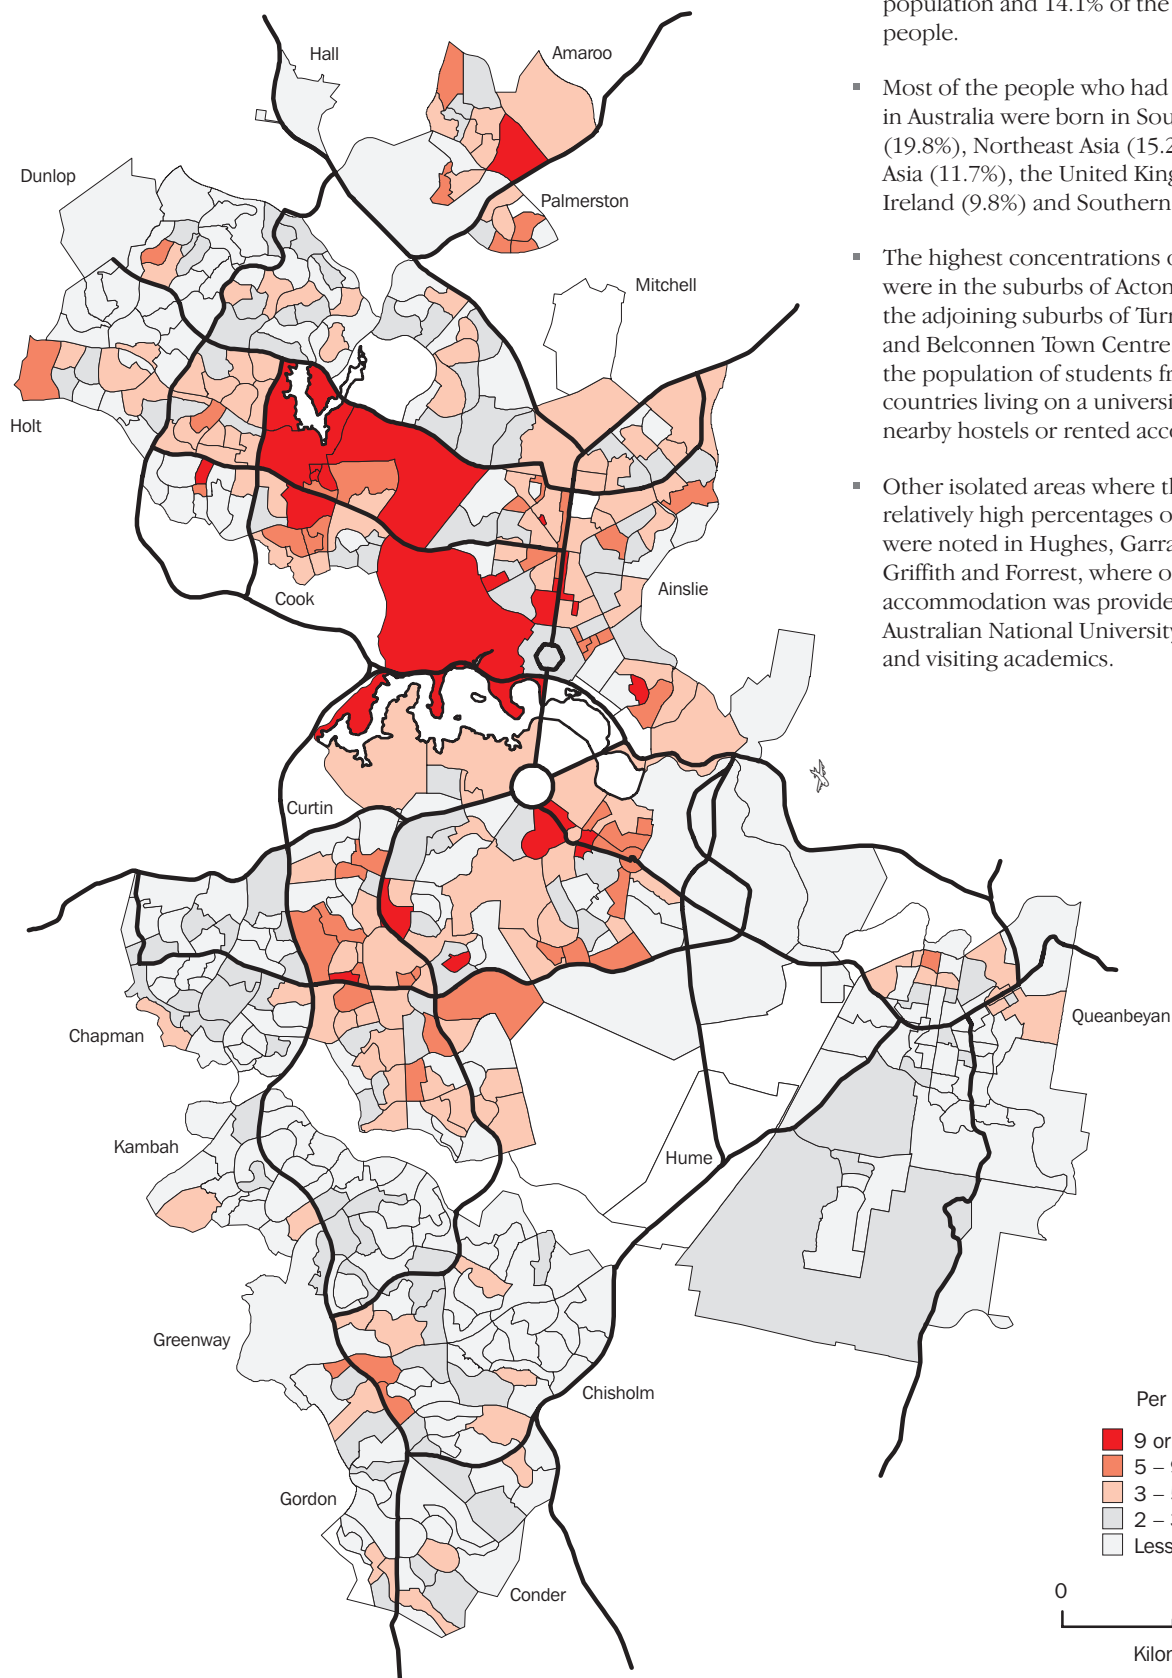 population and 14.1% of the
people.
▪ Most of the people who had
in Australia were born in Sou
(19.8%), Northeast Asia (15.2
Asia (11.7%), the United King
Ireland (9.8%) and Southern
▪ The highest concentrations o
were in the suburbs of Acton
the adjoining suburbs of Turn
and Belconnen Town Centre
the population of students fr
countries living on a universi
nearby hostels or rented acco
▪ Other isolated areas where th
relatively high percentages o
were noted in Hughes, Garra
Griffith and Forrest, where o
accommodation was provide
Australian National University
and visiting academics.
Hall
Amaroo
Dunlop
Palmerston
Mitchell
Holt
Cook
Ainslie
Curtin
Chapman
Queanbeyan
Kambah
Hume
Greenway
Chisholm
Gordon
Conder
Per
9 or
5 – 9
3 – 5
2 – 3
Less
0
Kilon